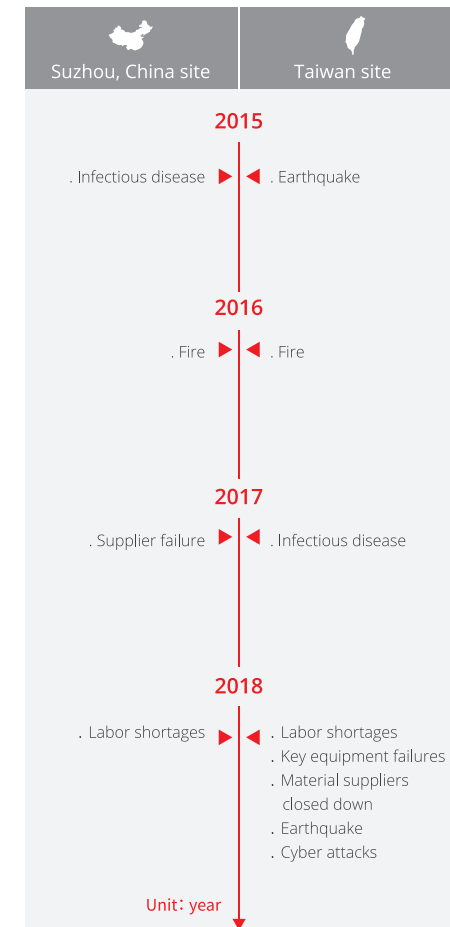 Suzhou, China site
Taiwan site
2015
. Infectious disease
. Earthquake
2016
. Fire
. Fire
2017
. Supplier failure
. Infectious disease
2018
. Labor shortages
. Labor shortages
. Key equipment failures
. Material suppliers
closed down
. Earthquake
. Cyber attacks
Unit: year